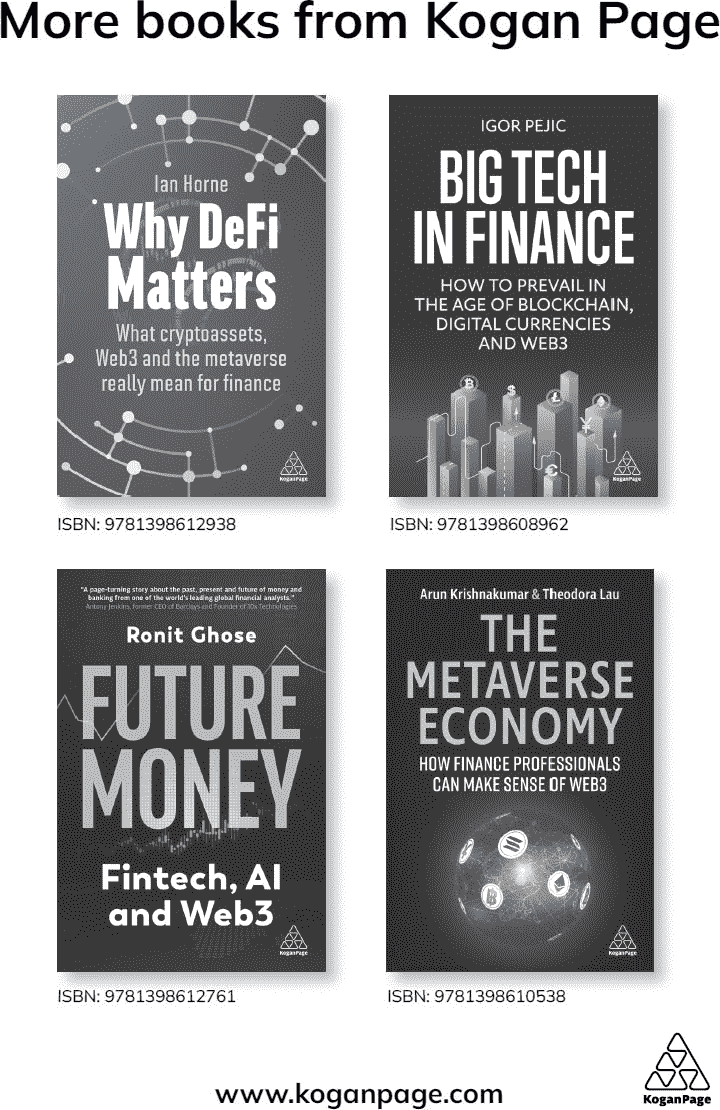 More books from Kogan Page
Ian Horne
Why DeFi
Matters
What cryptoassets,
Web3 and the metaverse
really mean for finance
KoganPage
ISBN: 9781398612938
IGOR PEJIC
BIG TECH
IN FINANCE
HOW TO PREVAIL IN
THE AGE OF BLOCKCHAIN,
DIGITAL CURRENCIES
AND WEB3
KoganPage
ISBN: 9781398608962
"A page-turning story about the past, present and future of money and
banking from one of the world's leading global financial analysts."
Antony Jenkins, former CEO of Barclays and Founder of 10x Technologies
Ronit Ghose
FUTURE
MONEY
Fintech, AI
and Web3
KoganPage
ISBN: 9781398612761
Arun Krishnakumar & Theodora Lau
THE
METAVERSE
ECONOMY
HOW FINANCE PROFESSIONALS
CAN MAKE SENSE OF WEB3
KoganPage
ISBN: 9781398610538
www.koganpage.com
KoganPage